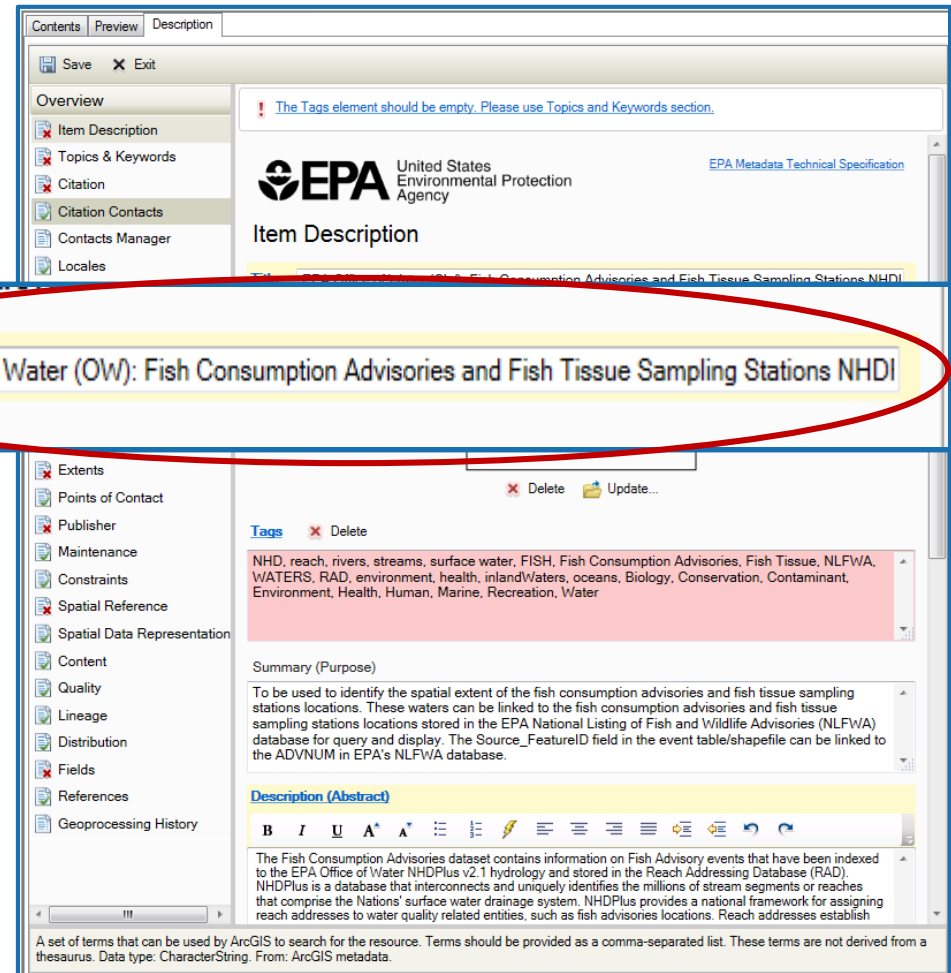 Contents Preview Description
Save Exit
Overview
! The Tags element should be empty. Please use Topics and Keywords section.
Item Description
Topics & Keywords
Citation
Citation Contacts
Contacts Manager
Locales
EPA United States
Environmental Protection
Agency
EPA Metadata Technical Specification
Item Description
Fish Consumption Advisories and Fish Tissue Sampling Stations NHDI
Water (OW): Fish Consumption Advisories and Fish Tissue Sampling Stations NHDI
Extents
Points of Contact
Publisher
Maintenance
Constraints
Spatial Reference
Spatial Data Representation
Content
Quality
Lineage
Distribution
Fields
References
Geoprocessing History
Delete Update...
Tags Delete
NHD, reach, rivers, streams, surface water, FISH, Fish Consumption Advisories, Fish Tissue, NLFWA,
WATERS, RAD, environment, health, inlandWaters, oceans, Biology, Conservation, Contaminant,
Environment, Health, Human, Marine, Recreation, Water
Summary (Purpose)
To be used to identify the spatial extent of the fish consumption advisories and fish tissue sampling
stations locations. These waters can be linked to the fish consumption advisories and fish tissue
sampling stations locations stored in the EPA National Listing of Fish and Wildlife Advisories (NLFWA)
database for query and display. The Source_FeatureID field in the event table/shapefile can be linked to
the ADVNUM in EPA's NLFWA database.
Description (Abstract)
B I U A A
The Fish Consumption Advisories dataset contains information on Fish Advisory events that have been indexed
to the EPA Office of Water NHDPlus v2.1 hydrology and stored in the Reach Addressing Database (RAD).
NHDPlus is a database that interconnects and uniquely identifies the millions of stream segments or reaches
that comprise the Nations' surface water drainage system. NHDPlus provides a national framework for assigning
reach addresses to water quality related entities, such as fish advisories locations. Reach addresses establish
A set of terms that can be used by ArcGIS to search for the resource. Terms should be provided as a comma-separated list. These terms are not derived from a
thesaurus. Data type: CharacterString. From: ArcGIS metadata.